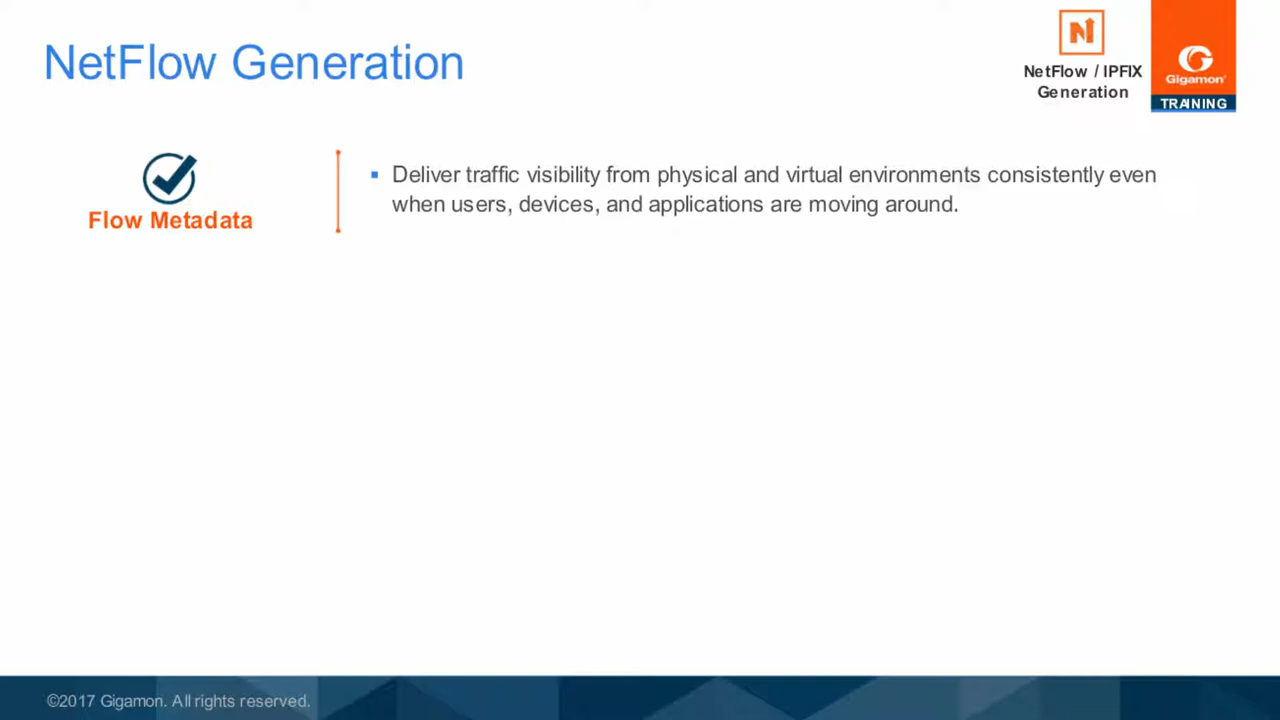 NetFlow Generation
N
NetFlow / IPFIX
Generation
Gigamon®
TRAINING
Flow Metadata
▪ Deliver traffic visibility from physical and virtual environments consistently even
when users, devices, and applications are moving around.
©2017 Gigamon. All rights reserved.